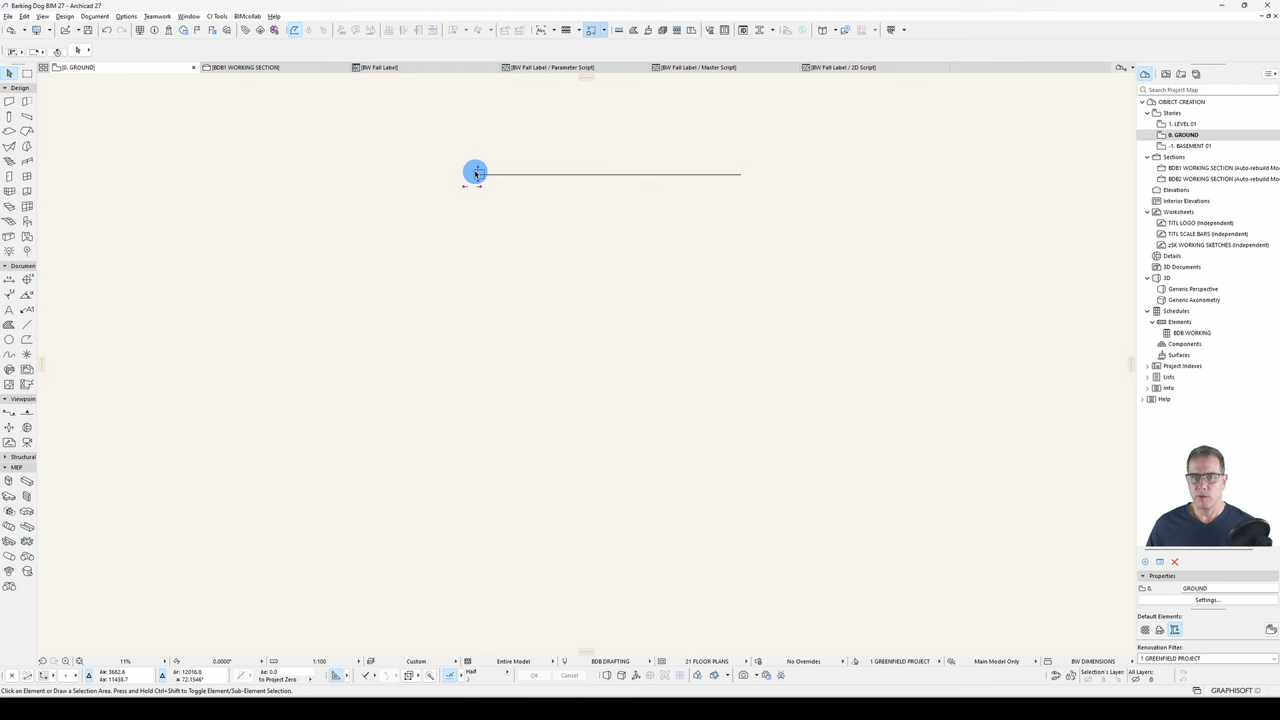 Barking Dog BIM 27 - Archicad 27
File Edit View Design Document Options Teamwork Window CI Tools BIMcollab Help
[0. GROUND]
[BDB1 WORKING SECTION]
[BW Fall Label]
[BW Fall Label / Parameter Script]
[BW Fall Label / Master Script]
[BW Fall Label / 2D Script]
Design
Documen
Viewpoin
Structural
MEP
Search Project Map
OBJECT CREATION
Stories
1. LEVEL 01
0. GROUND
-1. BASEMENT 01
Sections
BDB1 WORKING SECTION (Auto-rebuild Mo
BDB2 WORKING SECTION (Auto-rebuild Mo
Elevations
Interior Elevations
Worksheets
TITL LOGO (Independent)
TITL SCALE BARS (Independent)
zSK WORKING SKETCHES (Independent)
Details
3D Documents
3D
Generic Perspective
Generic Axonometry
Schedules
Elements
BDB WORKING
Components
Surfaces
Project Indexes
Lists
Info
Help
Properties
0. GROUND
Settings...
Default Elements:
Renovation Filter:
1 GREENFIELD PROJECT
11% 0.0000° 1:100 Custom Entire Model BDB DRAFTING 21 FLOOR PLANS No Overrides 1 GREENFIELD PROJECT Main Model Only BW DIMENSIONS
to Project Zero
Half
2
OK Cancel
Selection's Layer: All Layers:
Click an Element or Draw a Selection Area. Press and Hold Ctrl+Shift to Toggle Element/Sub-Element Selection.
GRAPHISOFT ID